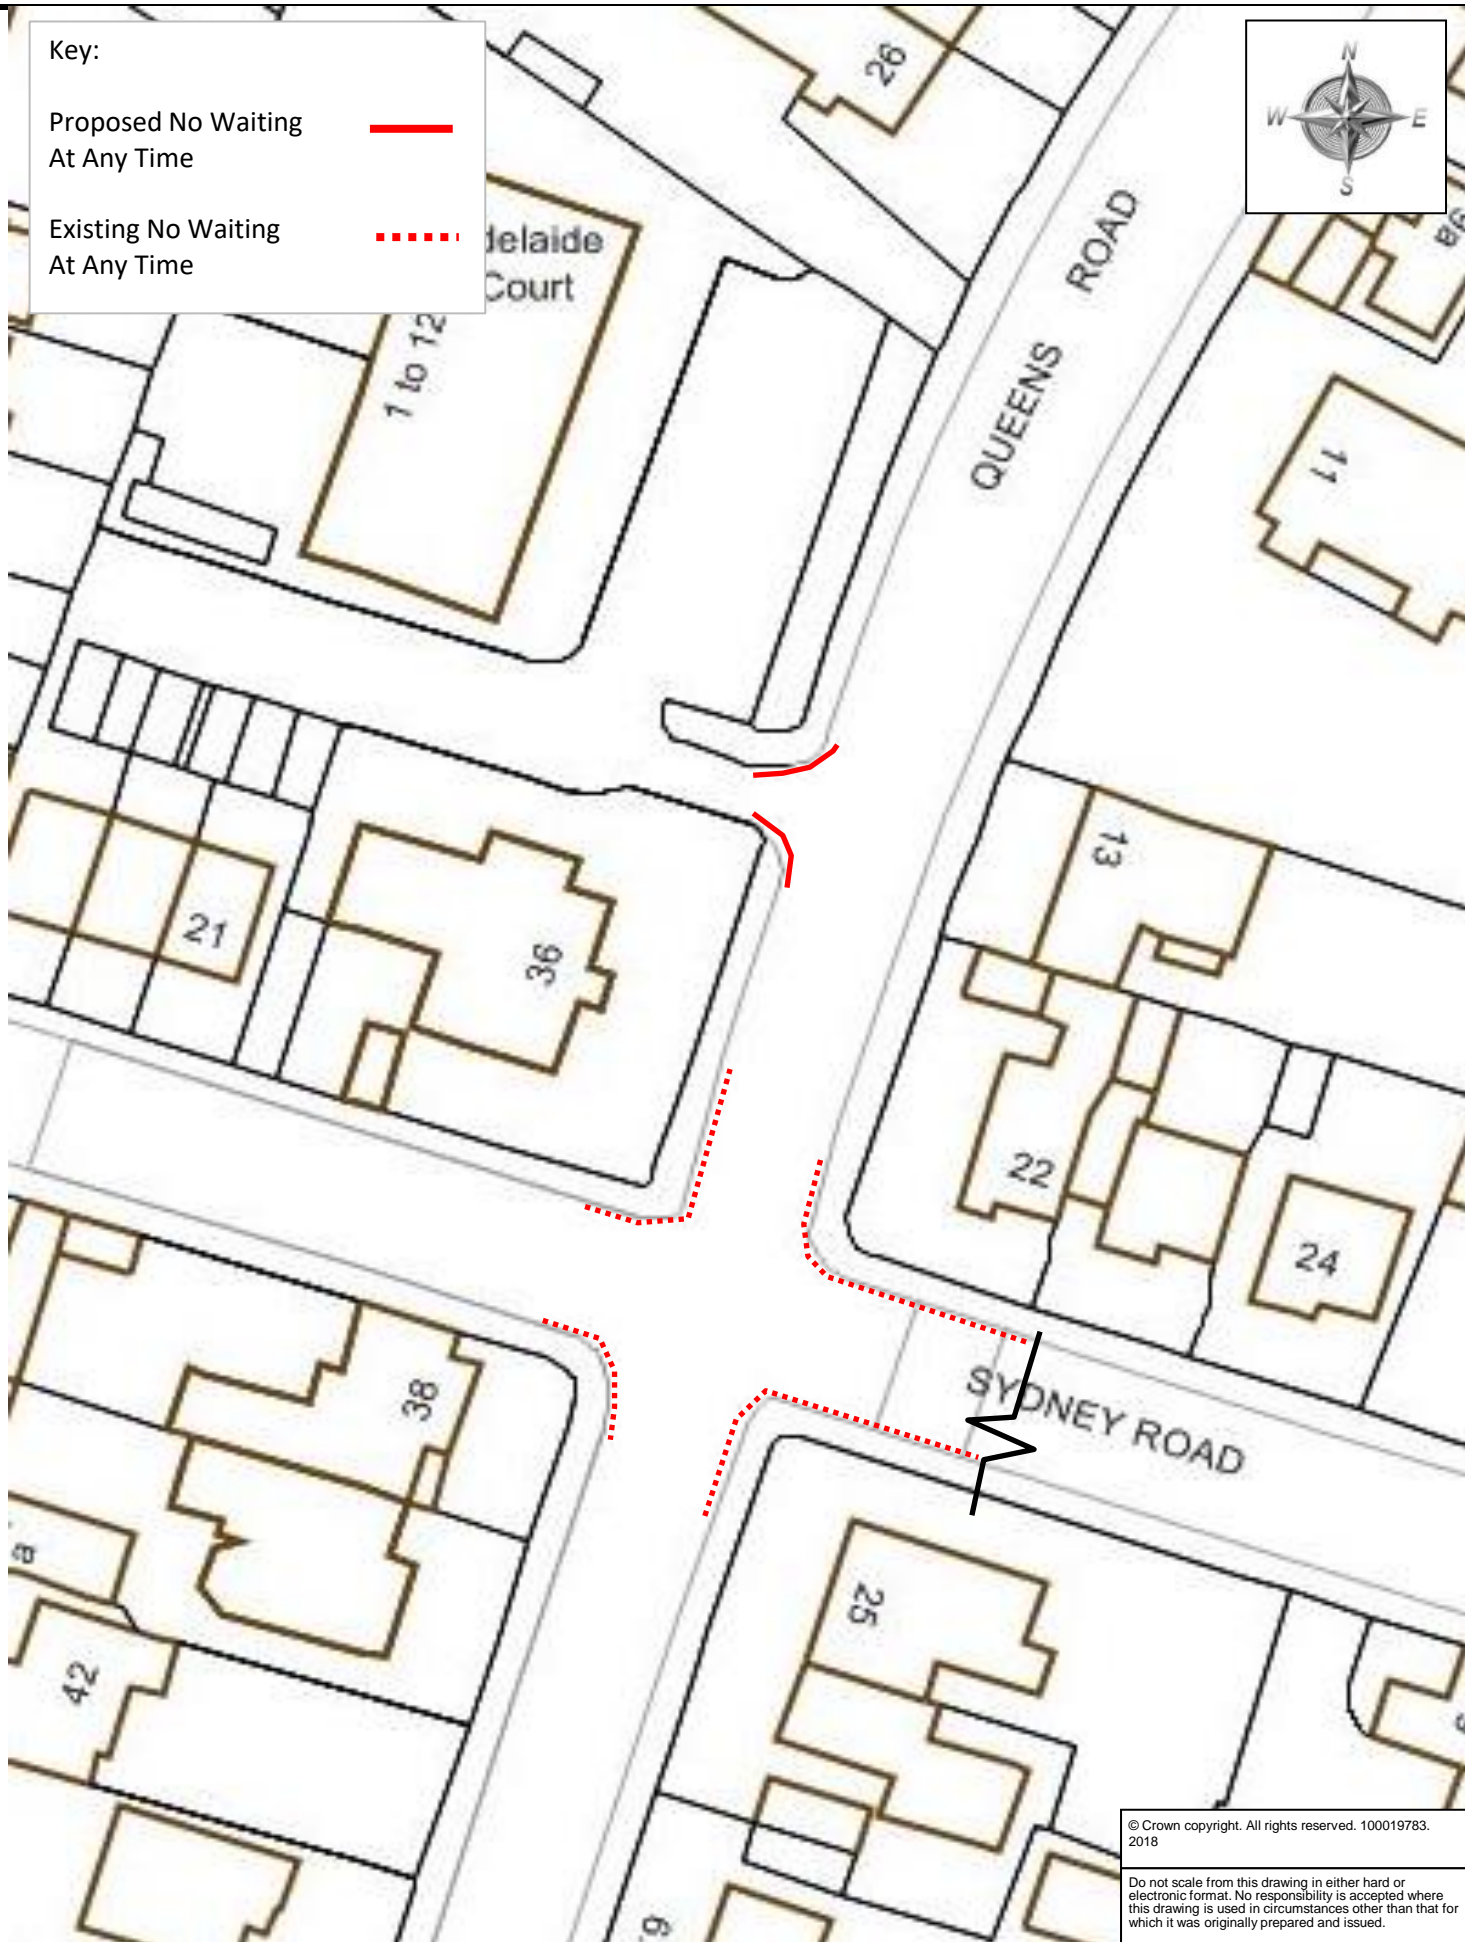 Key:
Proposed No Waiting
At Any Time
Existing No Waiting
At Any Time
N
W
E
S
26
delaide
Court
1 to 12
QUEENS ROAD
9a
11
13
21
36
22
24
SYDNEY ROAD
38
a
42
25
© Crown copyright. All rights reserved. 100019783.
2018
Do not scale from this drawing in either hard or
electronic format. No responsibility is accepted where
this drawing is used in circumstances other than that for
which it was originally prepared and issued.